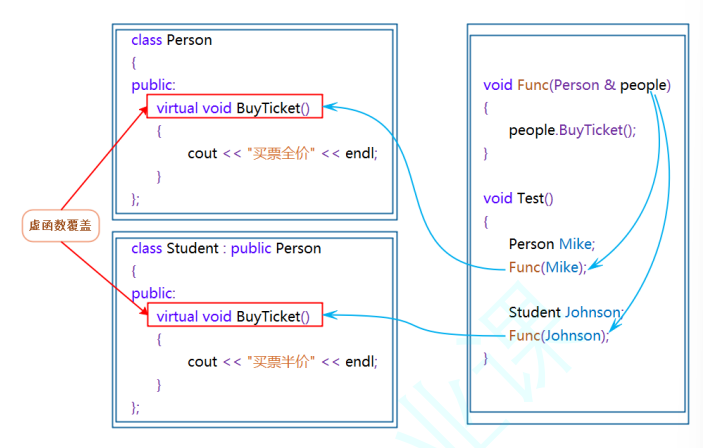 class Person
{
public:
virtual void BuyTicket()
{
cout << "买票全价" << endl;
}
};
虚函数覆盖
class Student : public Person
{
public:
virtual void BuyTicket()
{
cout << "买票半价" << endl;
}
};
void Func(Person & people)
{
people.BuyTicket();
}
void Test()
{
Person Mike;
Func(Mike);
Student Johnson;
Func(Johnson);
}
业课